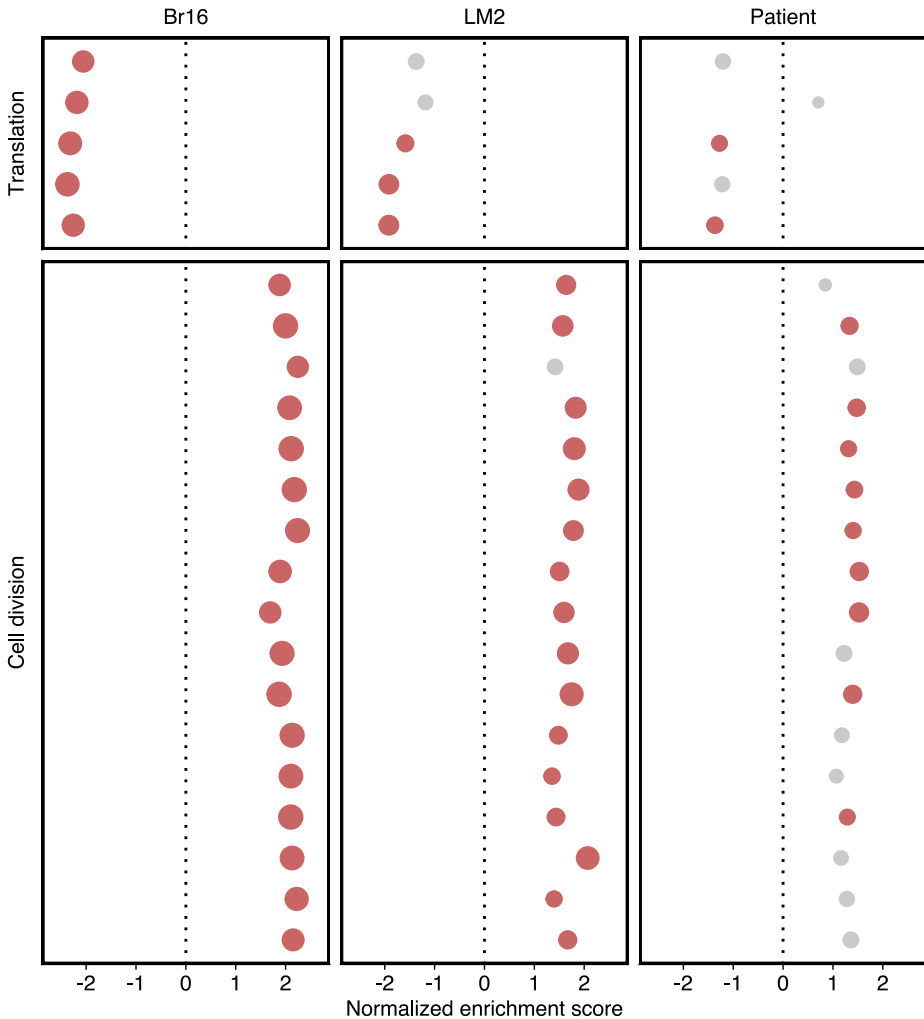 Br16 LM2 Patient
Translation
Cell division
-2 -1 0 1 2 -2 -1 0 1 2 -2 -1 0 1 2
Normalized enrichment score